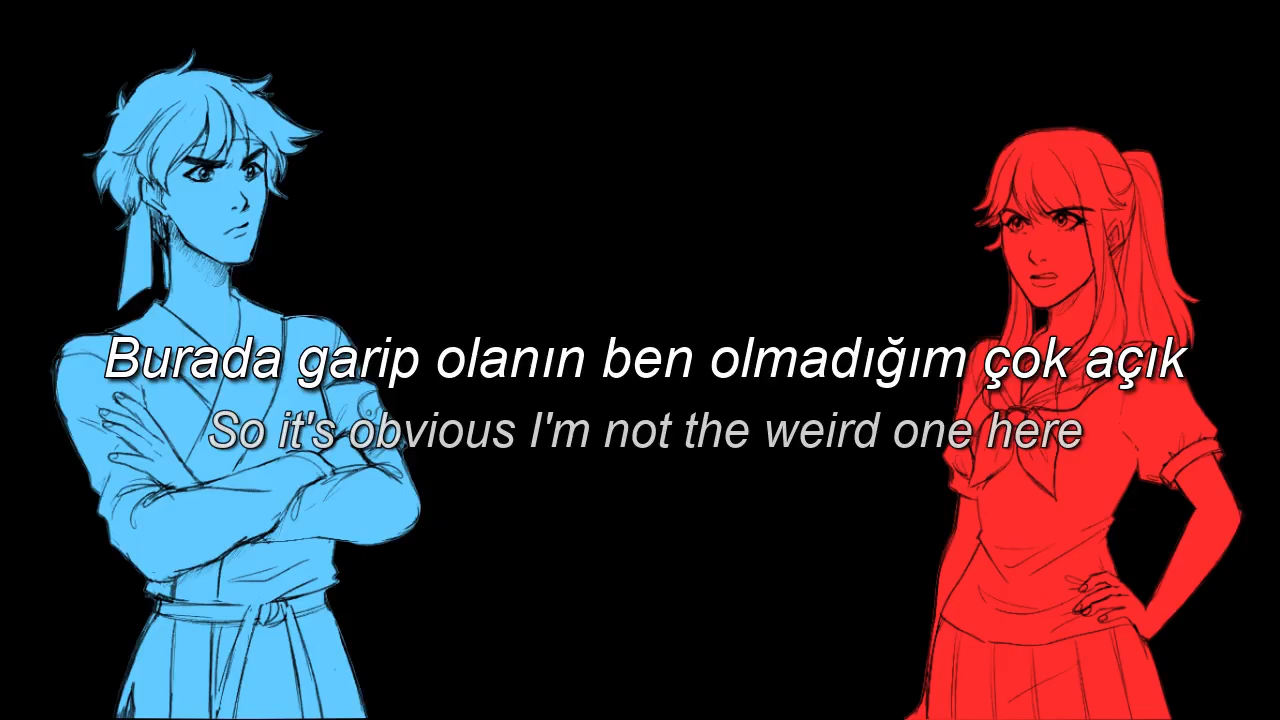 Burada garip olanın ben olmadığım çok açık
So it's obvious I'm not the weird one here